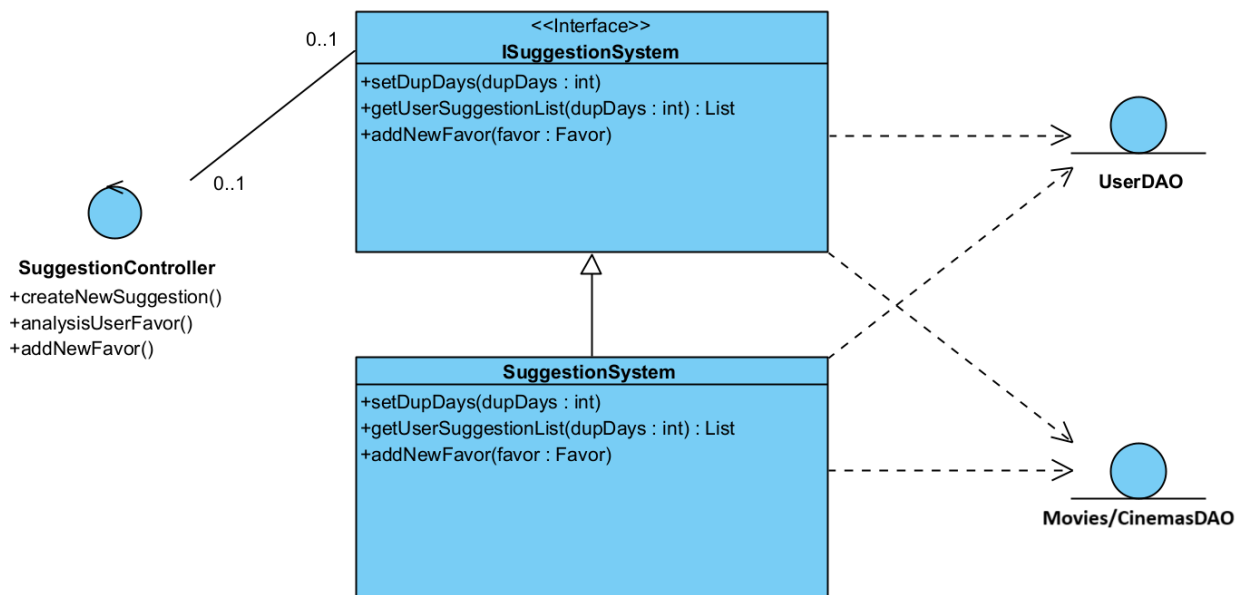 0..1
0..1
SuggestionController
+createNewSuggestion()
+analysisUserFavor()
+addNewFavor()
<<Interface>>
ISuggestionSystem
+setDupDays(dupDays : int)
+getUserSuggestionList(dupDays : int) : List
+addNewFavor(favor : Favor)
SuggestionSystem
+setDupDays(dupDays : int)
+getUserSuggestionList(dupDays : int) : List
+addNewFavor(favor : Favor)
UserDAO
Movies/CinemasDAO